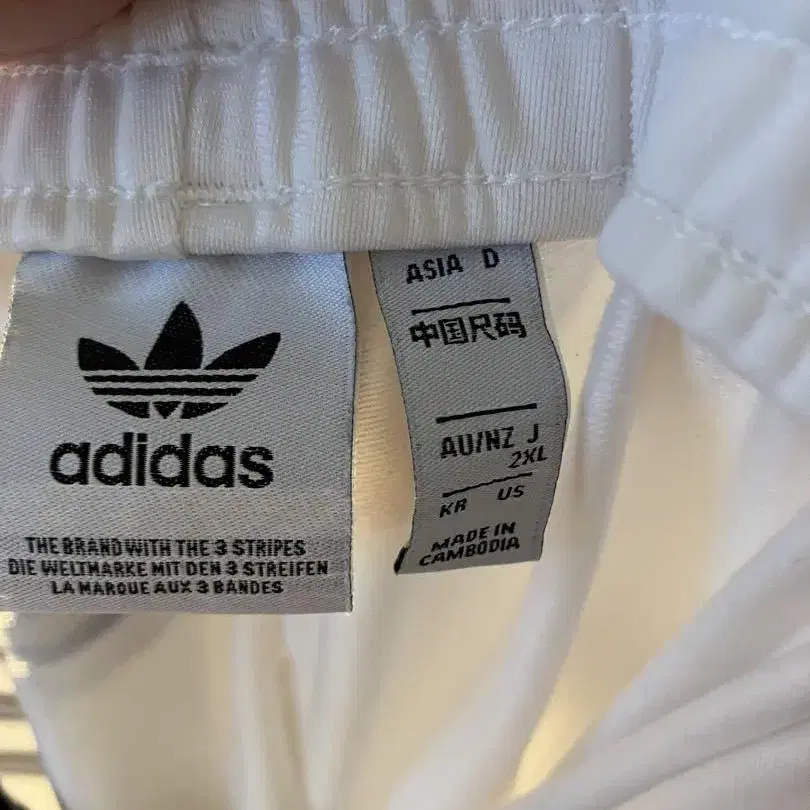 adidas
THE BRAND WITH THE 3 STRIPES
DIE WELTMARKE MIT DEN 3 STREIFEN
LA MARQUE AUX 3 BANDES
ASIA D
中国尺码
AU/NZ J
2XL
KR US
MADE IN
CAMBODIA